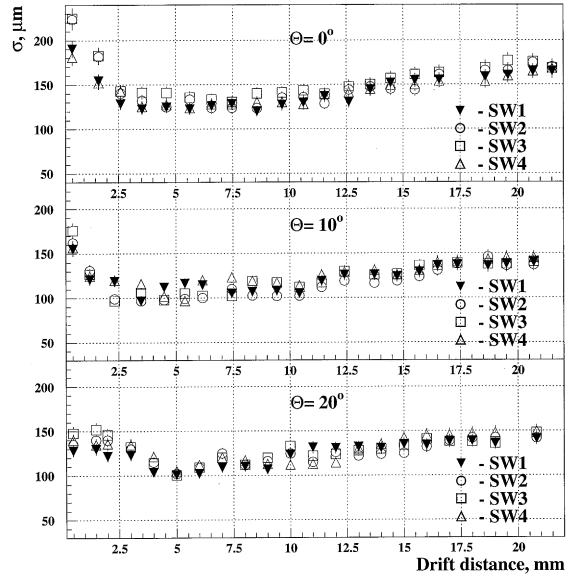 σ, μm
200
150
100
50
Θ= 0°
▼ - SW1
○ - SW2
□ - SW3
△ - SW4
2.5 5 7.5 10 12.5 15 17.5 20
200
150
100
50
Θ= 10°
▼ - SW1
○ - SW2
□ - SW3
△ - SW4
2.5 5 7.5 10 12.5 15 17.5 20
200
150
100
50
Θ= 20°
▼ - SW1
○ - SW2
□ - SW3
△ - SW4
2.5 5 7.5 10 12.5 15 17.5 20
Drift distance, mm